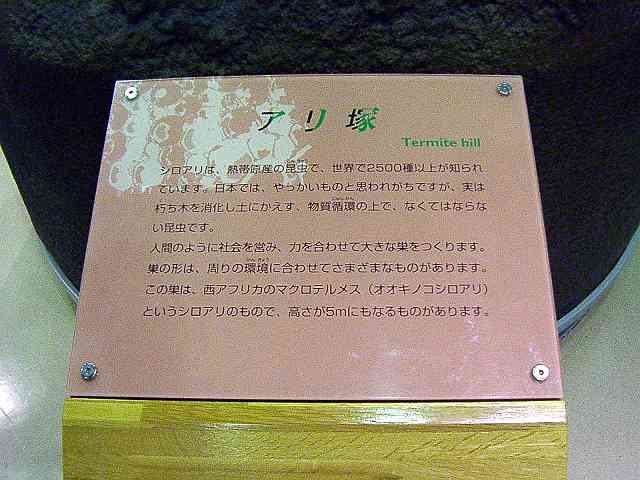 アリ塚
Termite hill
シロアリは、熱帯原産の昆虫で、世界で2500種以上が知られ
ています。日本では、やっかいものと思われがちですが、実は
朽ち木を消化し土にかえす、物質循環の上で、なくてはならな
い昆虫です。
人間のように社会を営み、力を合わせて大きな巣をつくります。
巣の形は、周りの環境に合わせてさまざまなものがあります。
この巣は、西アフリカのマクロテルメス（オオキノコシロアリ）
というシロアリのもので、高さが5mにもなるものがあります。